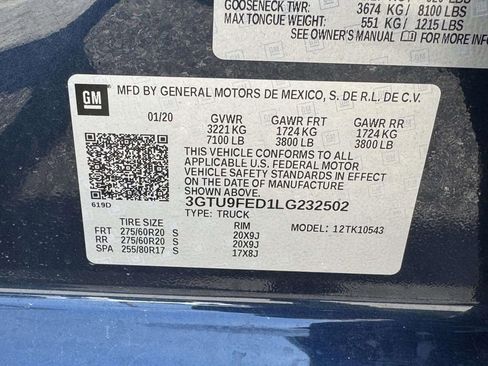 GOOSENECK TWR: 3674 KG / 8100 LBS
MAX TONGUE WEIGHT: 551 KG / 1215 LBS
SEE OWNER'S MANUAL FOR MORE INFO
GM
MFD BY GENERAL MOTORS DE MEXICO, S. DE R.L. DE C.V.
01/20 GVWR GAWR FRT GAWR RR
3221 KG 1724 KG 1724 KG
7100 LB 3800 LB 3800 LB
THIS VEHICLE CONFORMS TO ALL
APPLICABLE U.S. FEDERAL MOTOR
VEHICLE SAFETY STANDARDS IN
EFFECT ON THE DATE OF
MANUFACTURE SHOWN ABOVE.
619D
3GTU9FED1LG232502
TYPE: TRUCK
TIRE SIZE RIM MODEL: 12TK10543
FRT 275/60R20 S 20X9J
RR 275/60R20 S 20X9J
SPA 255/80R17 S 17X8J